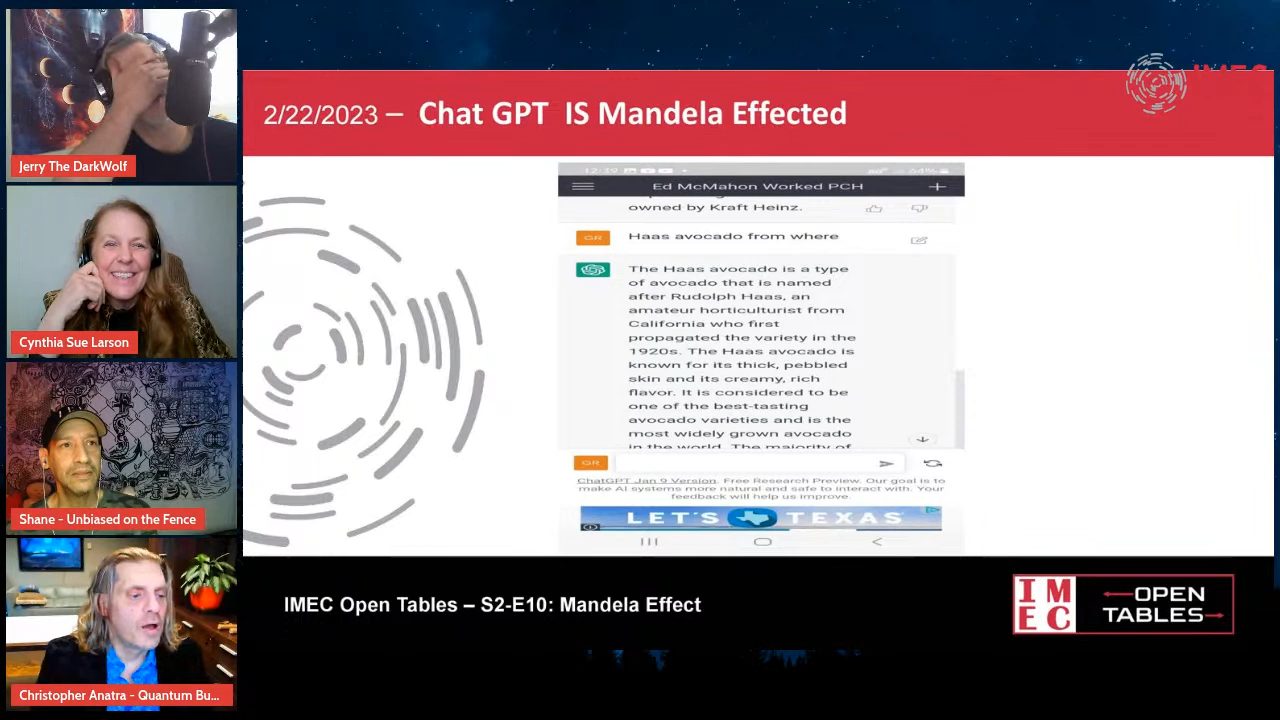 Jerry The DarkWolf
Cynthia Sue Larson
Shane - Unbiased on the Fence
Christopher Anatra - Quantum Bu...
2/22/2023 – Chat GPT IS Mandela Effected
12:39
64%
Ed McMahon Worked PCH
owned by Kraft Heinz.
GR
Haas avocado from where
The Haas avocado is a type
of avocado that is named
after Rudolph Haas, an
amateur horticulturist from
California who first
propagated the variety in the
1920s. The Haas avocado is
known for its thick, pebbled
skin and its creamy, rich
flavor. It is considered to be
one of the best-tasting
avocado varieties and is the
most widely grown avocado
in the world. The majority of
GR
ChatGPT Jan 9 Version. Free Research Preview. Our goal is to
make AI systems more natural and safe to interact with. Your
feedback will help us improve.
LET'S TEXAS
IMEC Open Tables – S2-E10: Mandela Effect
IM
EC
OPEN
TABLES